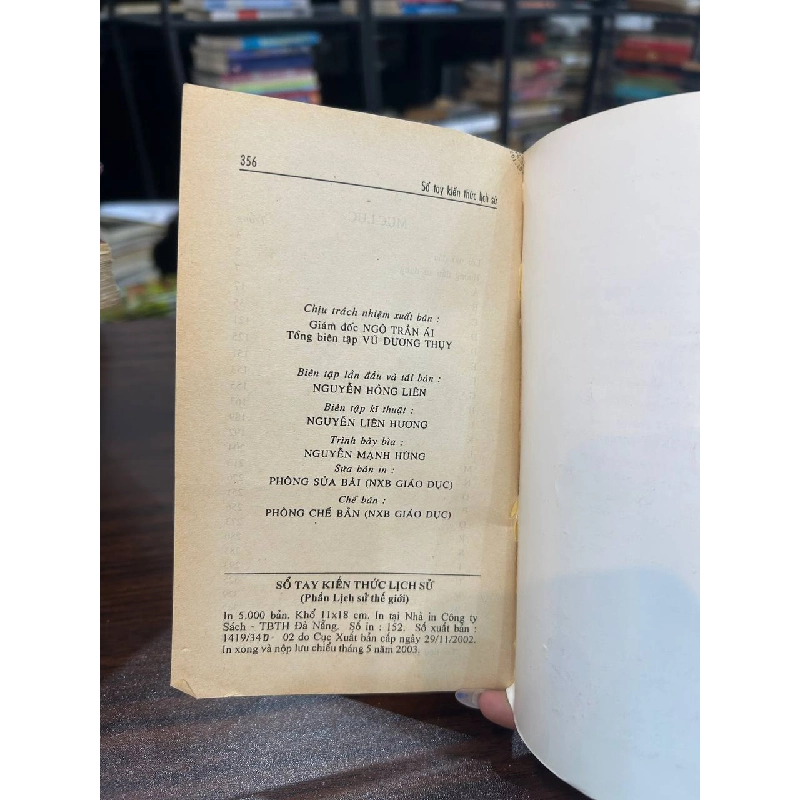 356
Sổ tay kiến thức lịch sử
MỤC LỤC
Chịu trách nhiệm xuất bản :
Giám đốc NGÔ TRẦN ÁI
Tổng biên tập VŨ DƯƠNG THỤY
Biên tập lần đầu và tái bản :
NGUYỄN HỒNG LIÊN
Biên tập kĩ thuật :
NGUYỄN LIÊN HƯƠNG
Trình bày bìa :
NGUYỄN MẠNH HÙNG
Sửa bản in :
PHÒNG SỬA BÀI (NXB GIÁO DỤC)
Chế bản :
PHÒNG CHẾ BẢN (NXB GIÁO DỤC)
SỔ TAY KIẾN THỨC LỊCH SỬ
(Phần Lịch sử thế giới)
In 5.000 bản. Khổ 11x18 cm. In tại Nhà in Công ty
Sách - TBTH Đà Nẵng. Số in : 152. Số xuất bản :
1419/340 - 02 do Cục Xuất bản cấp ngày 29/11/2002.
In xong và nộp lưu chiểu tháng 5 năm 2003.